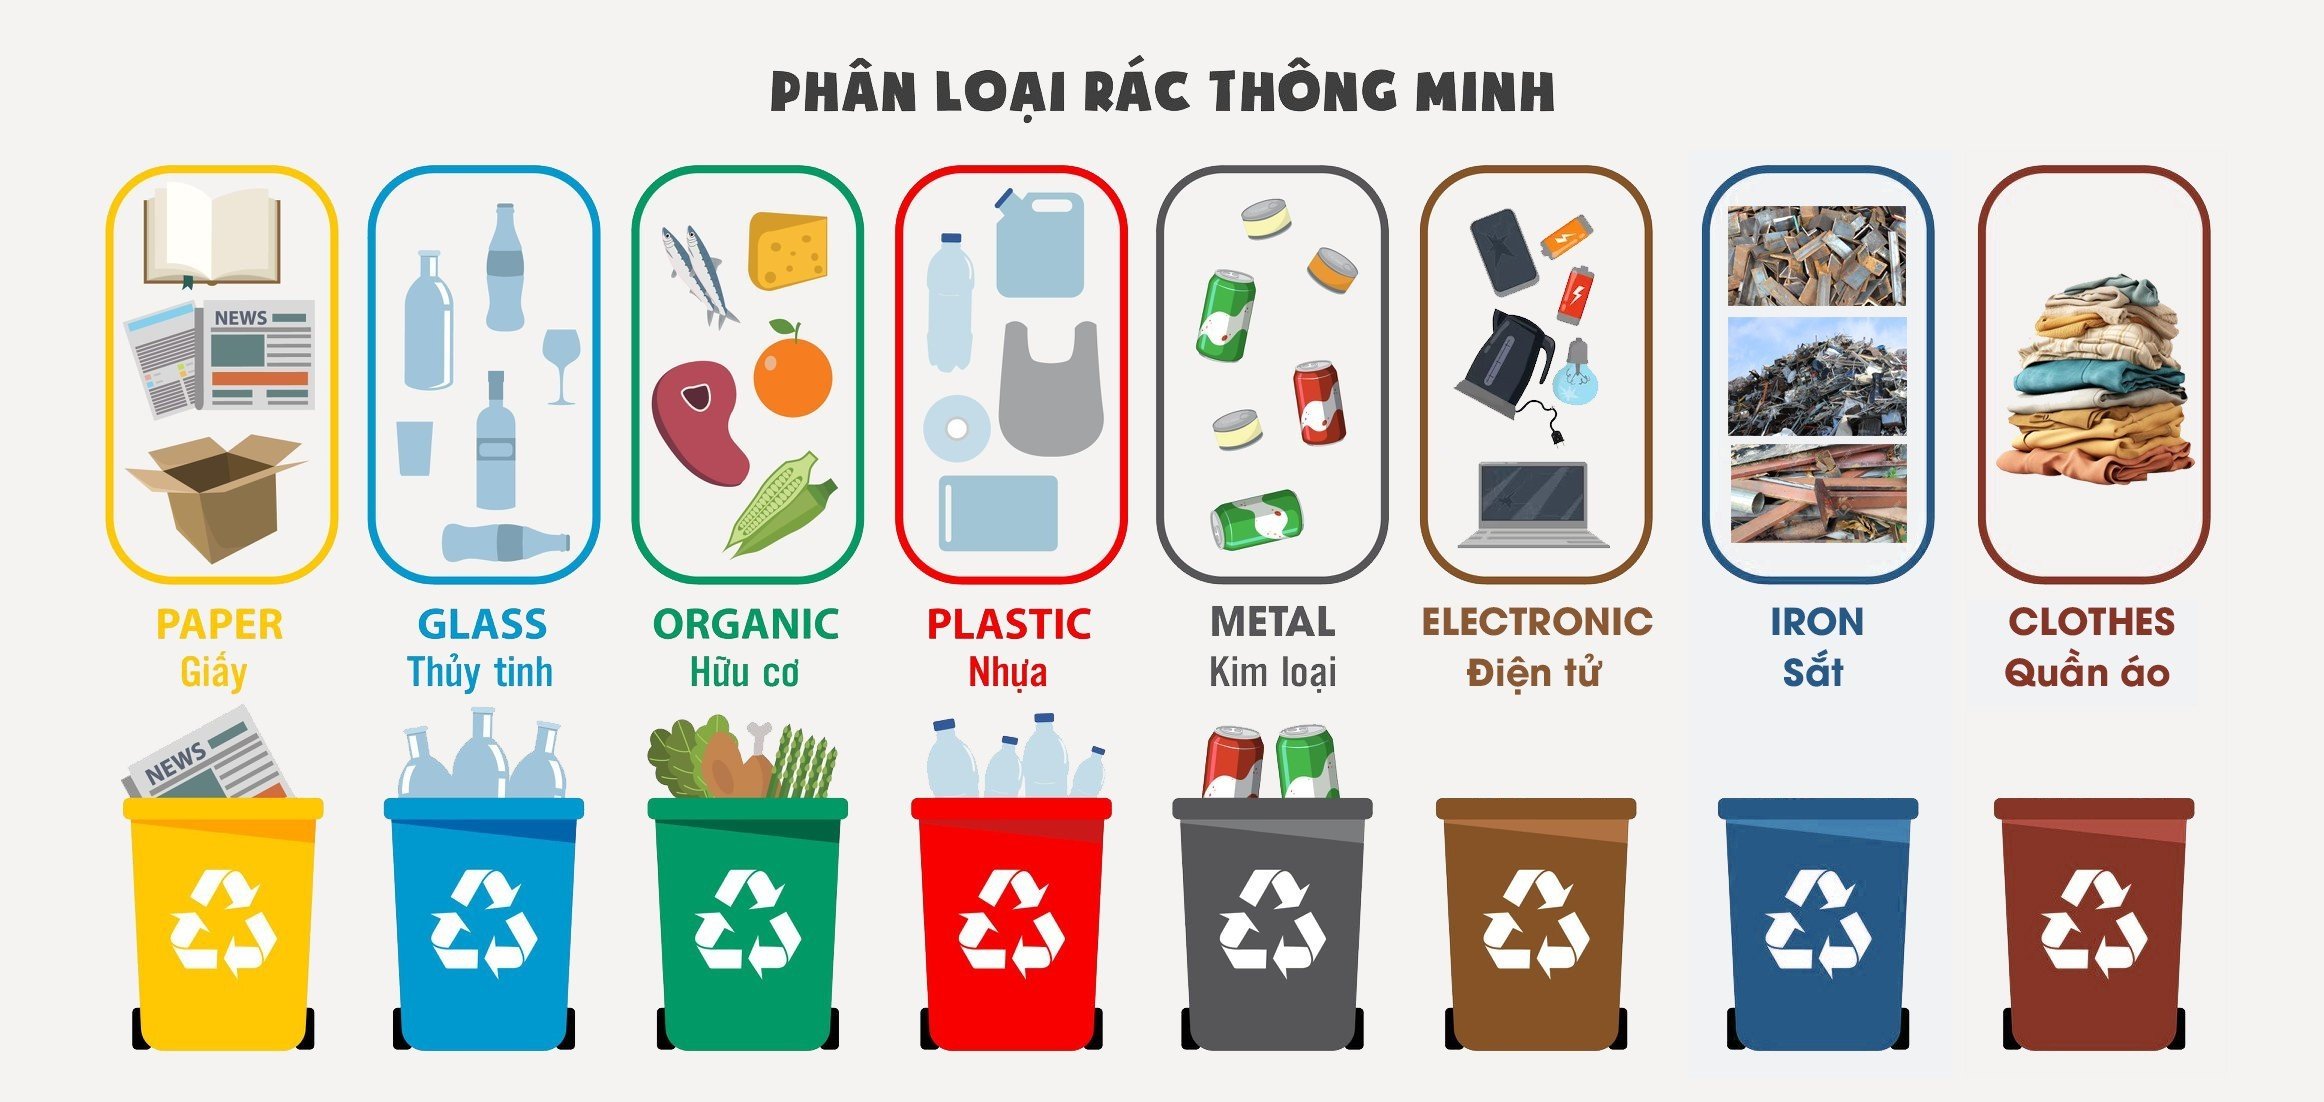 PHÂN LOẠI RÁC THÔNG MINH
NEWS
PAPER
Giấy
NEWS
GLASS
Thủy tinh
ORGANIC
Hữu cơ
PLASTIC
Nhựa
METAL
Kim loại
ELECTRONIC
Điện tử
IRON
Sắt
CLOTHES
Quần áo